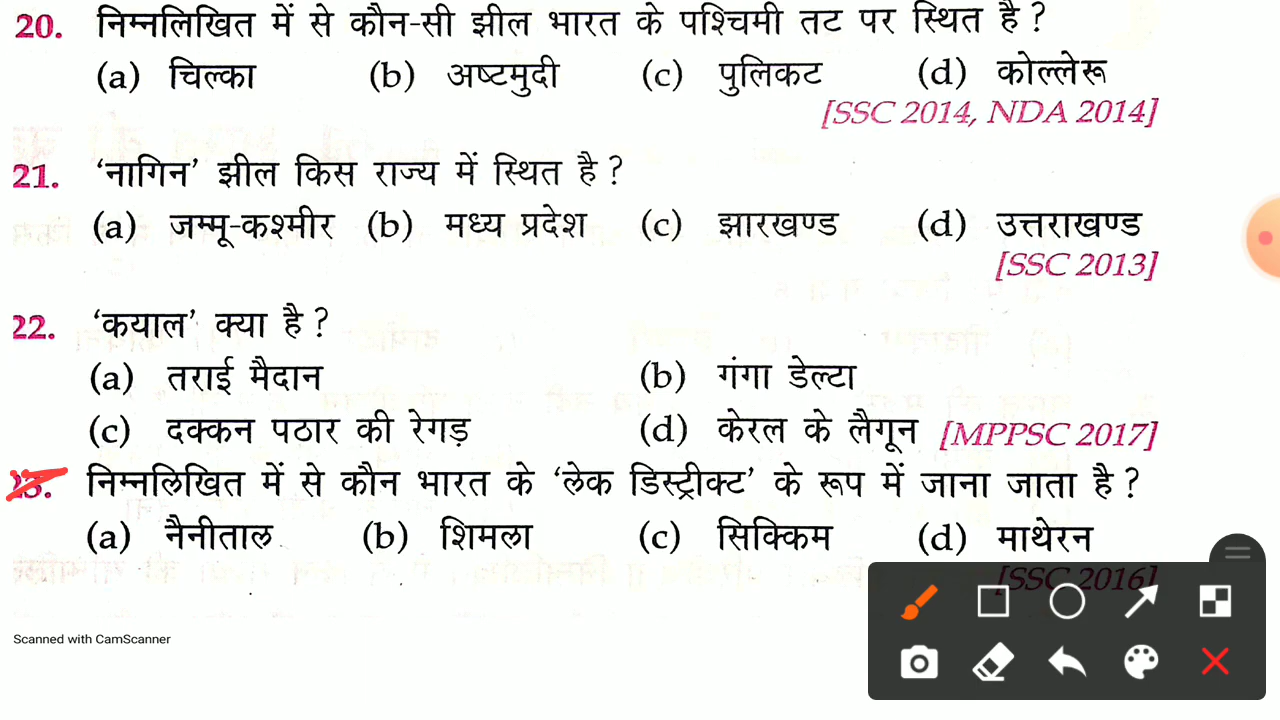 20. निम्नलिखित में से कौन-सी झील भारत के पश्चिमी तट पर स्थित है ?
(a) चिल्का (b) अष्टमुदी (c) पुलिकट (d) कोल्लेरू
[SSC 2014, NDA 2014]
21. 'नागिन' झील किस राज्य में स्थित है ?
(a) जम्मू-कश्मीर (b) मध्य प्रदेश (c) झारखण्ड (d) उत्तराखण्ड
[SSC 2013]
22. 'कयाल' क्या है ?
(a) तराई मैदान (b) गंगा डेल्टा
(c) दक्कन पठार की रेगड़ (d) केरल के लैगून [MPPSC 2017]
23. निम्नलिखित में से कौन भारत के 'लेक डिस्ट्रीक्ट' के रूप में जाना जाता है ?
(a) नैनीताल (b) शिमला (c) सिक्किम (d) माथेरन
[SSC 2016]
Scanned with CamScanner